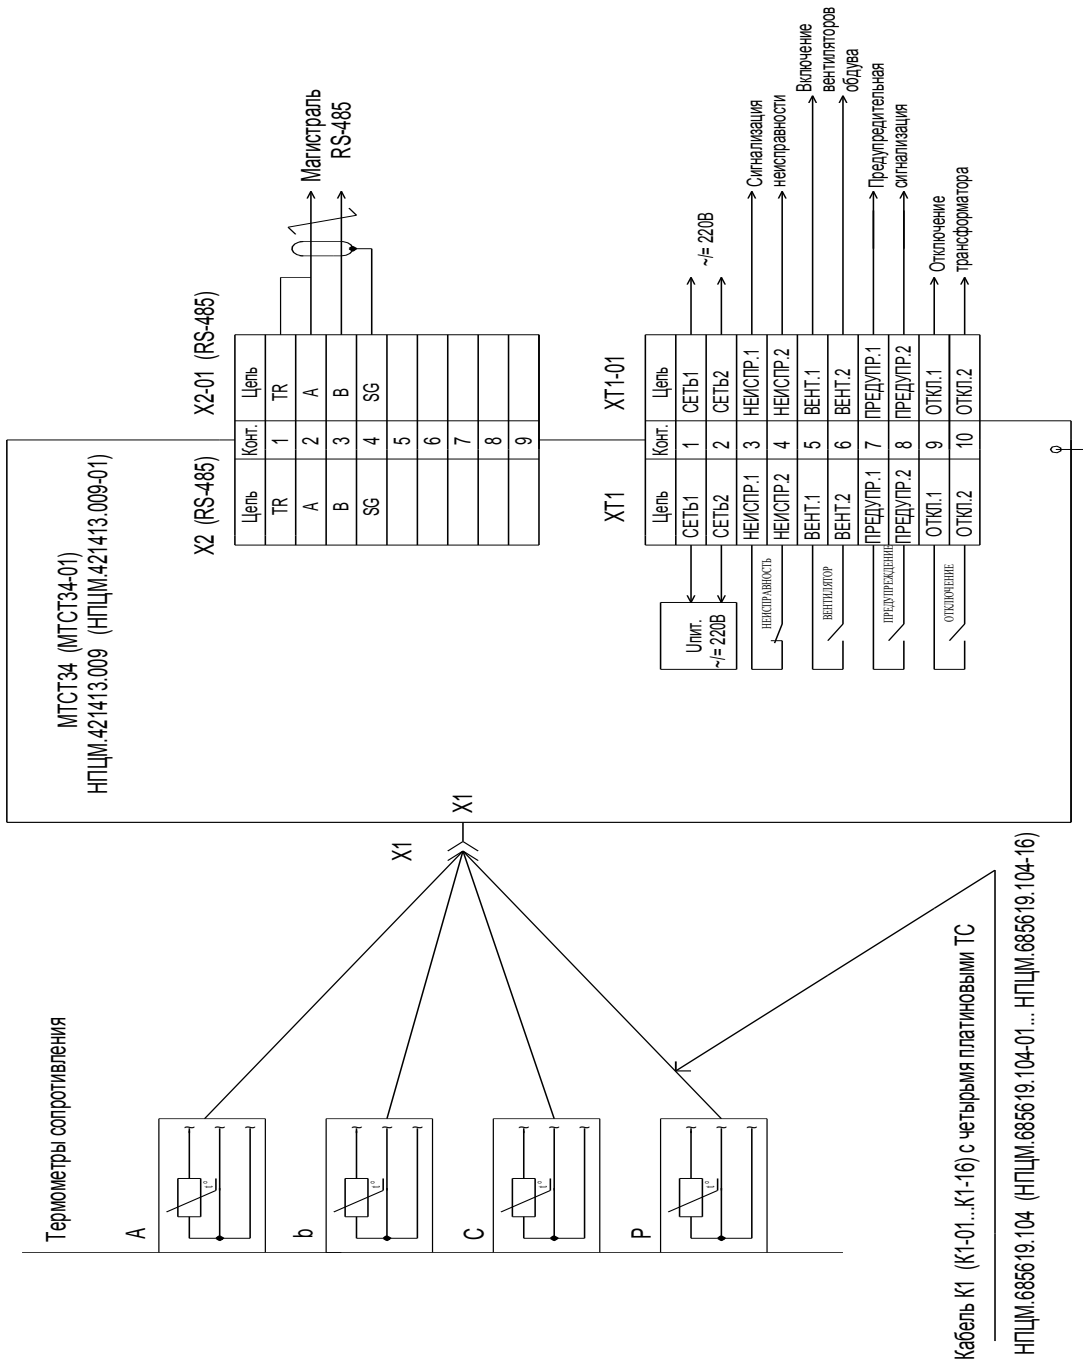 Термометры сопротивления
A
b
C
P
Кабель К1 (К1-01...К1-16) с четырьмя платиновыми ТС
НПЦМ.685619.104 (НПЦМ.685619.104-01... НПЦМ.685619.104-16)
t°
t°
t°
t°
X1
X1
МТСТ34 (МТСТ34-01)
НПЦМ.421413.009 (НПЦМ.421413.009-01)
X2 (RS-485)
X2-01 (RS-485)
Цепь Конт. Цепь
TR 1 TR
A 2 A
B 3 B
SG 4 SG
5
6
7
8
9
Магистраль
RS-485
XT1
XT1-01
Цепь Конт. Цепь
СЕТЬ1 1 СЕТЬ1
СЕТЬ2 2 СЕТЬ2
НЕИСПР.1 3 НЕИСПР.1
НЕИСПР.2 4 НЕИСПР.2
ВЕНТ.1 5 ВЕНТ.1
ВЕНТ.2 6 ВЕНТ.2
ПРЕДУПР.1 7 ПРЕДУПР.1
ПРЕДУПР.2 8 ПРЕДУПР.2
ОТКЛ.1 9 ОТКЛ.1
ОТКЛ.2 10 ОТКЛ.2
Uпит.
~/= 220В
НЕИСПРАВНОСТЬ
ВЕНТИЛЯТОР
ПРЕДУПРЕЖДЕНИЕ
ОТКЛЮЧЕНИЕ
~/= 220В
Сигнализация
неисправности
Включение
вентиляторов
обдува
Предупредительная
сигнализация
Отключение
трансформатора